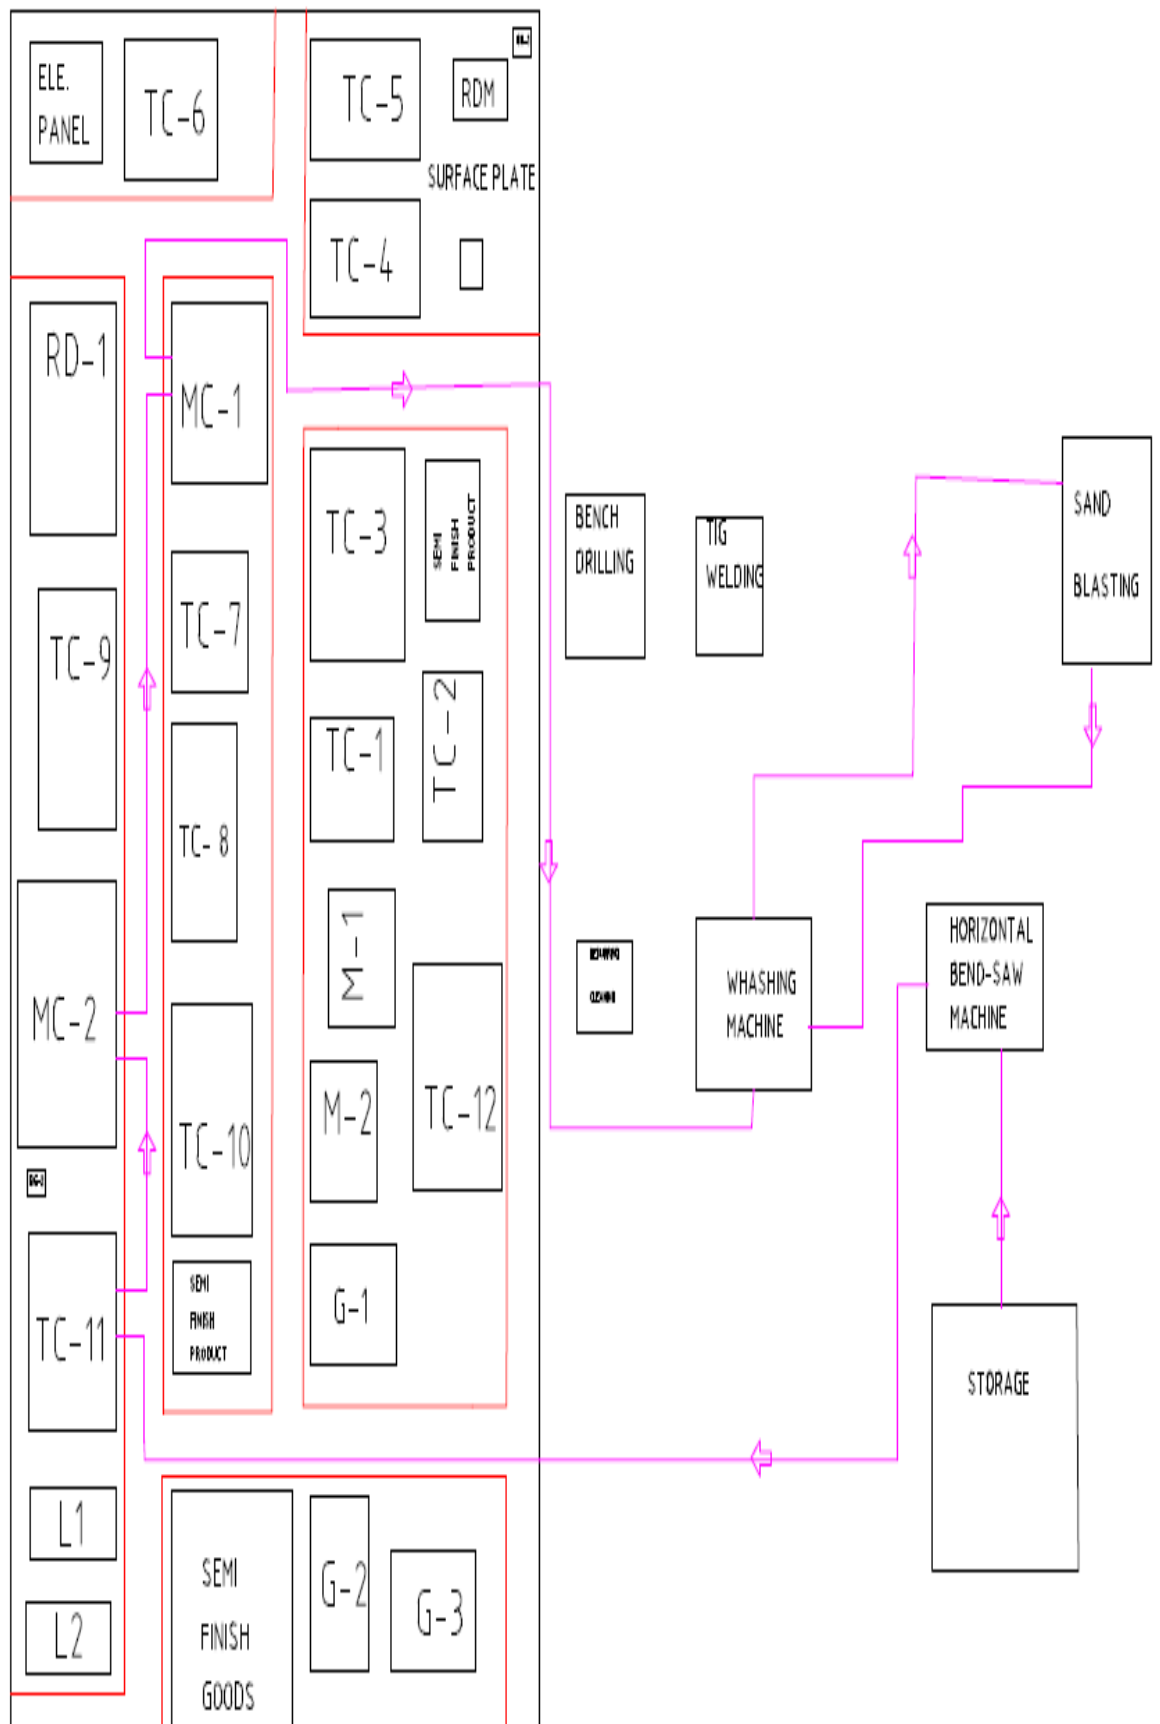 ELE.
PANEL
TC-6
TC-5
RDM
SURFACE PLATE
TC-4
RD-1
MC-1
TC-3
SEMI
FINISH
PRODUCT
BENCH
DRILLING
TIG
WELDING
SAND
BLASTING
TC-9
TC-7
TC-1
TC-2
TC-8
MC-2
M-1
WHASHING
MACHINE
HORIZONTAL
BEND-SAW
MACHINE
TC-10
M-2
TC-12
TC-11
SEMI
FINISH
PRODUCT
G-1
STORAGE
L1
L2
SEMI
FINISH
GOODS
G-2
G-3